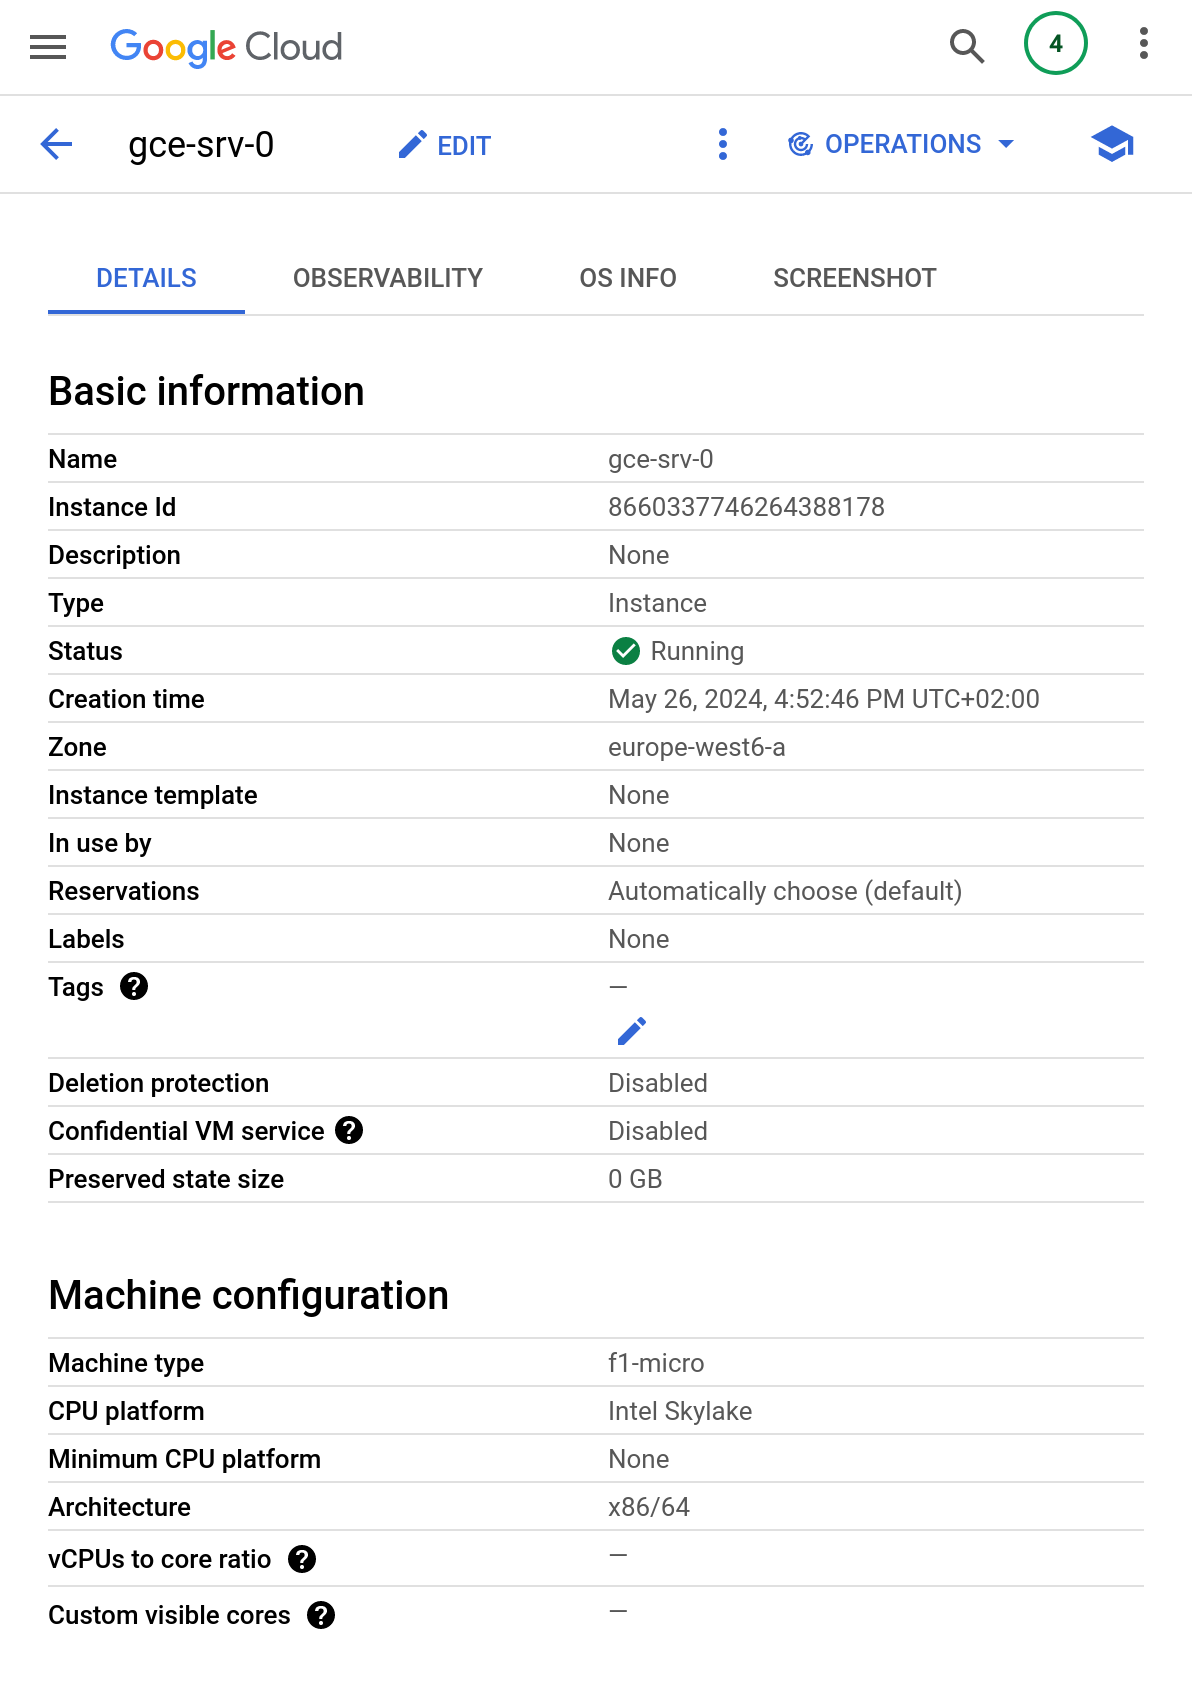 Google Cloud 4
gce-srv-0 EDIT OPERATIONS
DETAILS OBSERVABILITY OS INFO SCREENSHOT
Basic information
Name gce-srv-0
Instance Id 8660337746264388178
Description None
Type Instance
Status Running
Creation time May 26, 2024, 4:52:46 PM UTC+02:00
Zone europe-west6-a
Instance template None
In use by None
Reservations Automatically choose (default)
Labels None
Tags ? —
Deletion protection Disabled
Confidential VM service ? Disabled
Preserved state size 0 GB
Machine configuration
Machine type f1-micro
CPU platform Intel Skylake
Minimum CPU platform None
Architecture x86/64
vCPUs to core ratio ? —
Custom visible cores ? —